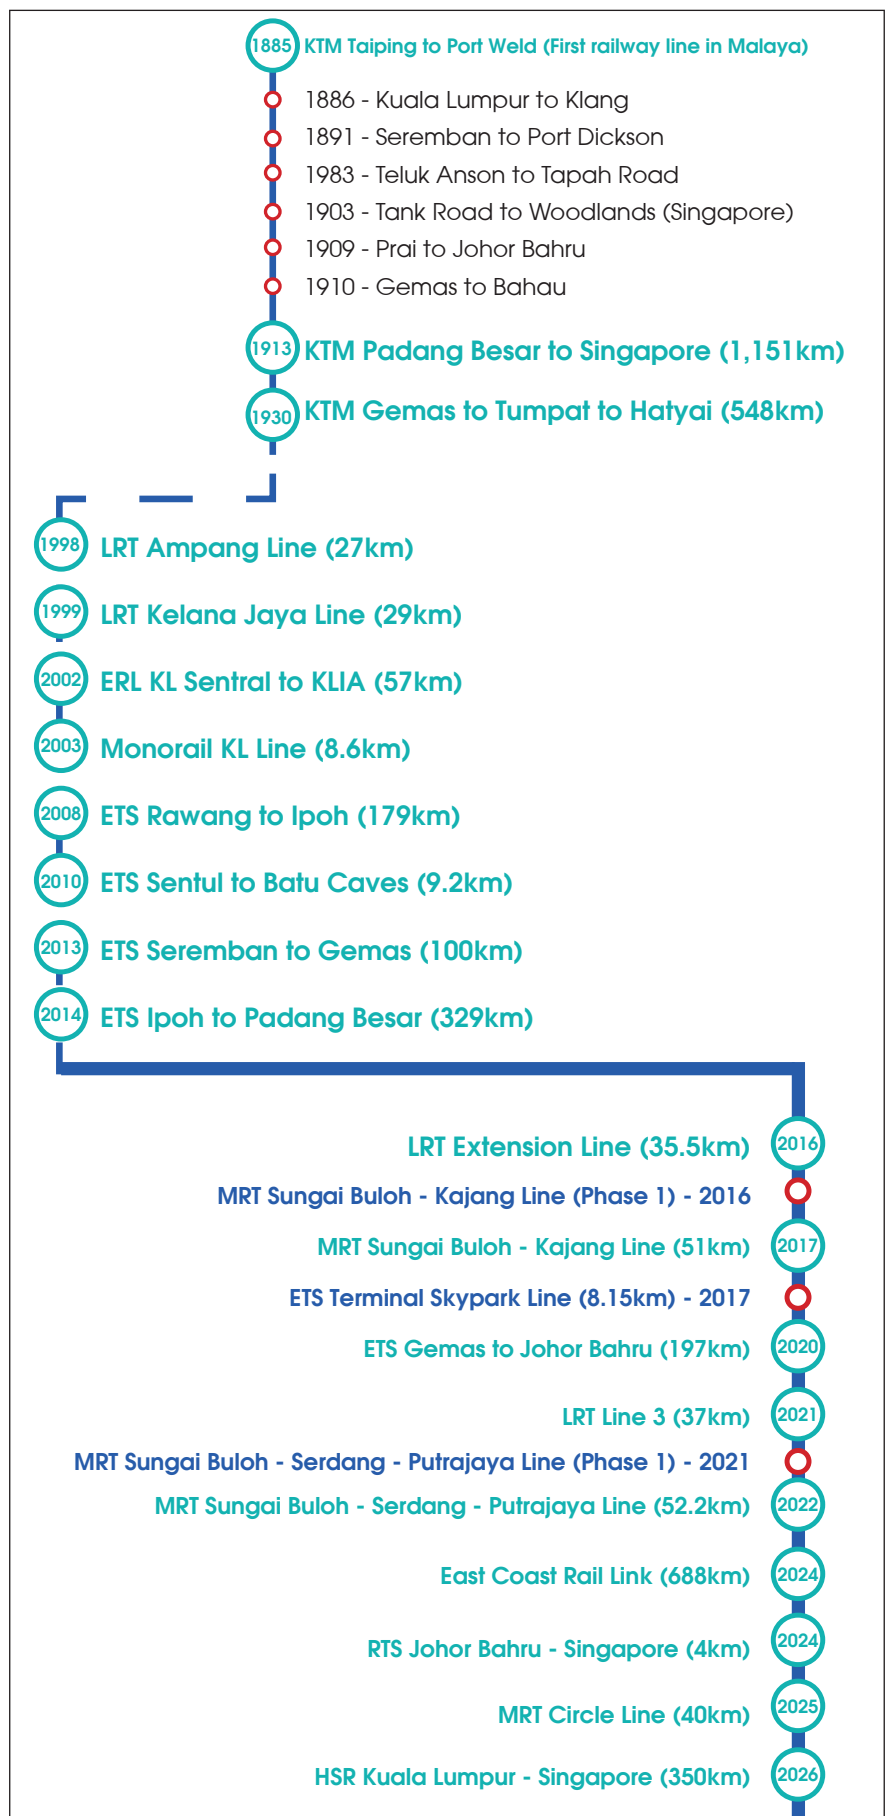 1885 KTM Taiping to Port Weld (First railway line in Malaya)
1886 - Kuala Lumpur to Klang
1891 - Seremban to Port Dickson
1983 - Teluk Anson to Tapah Road
1903 - Tank Road to Woodlands (Singapore)
1909 - Prai to Johor Bahru
1910 - Gemas to Bahau
1913 KTM Padang Besar to Singapore (1,151km)
1930 KTM Gemas to Tumpat to Hatyai (548km)
1998 LRT Ampang Line (27km)
1999 LRT Kelana Jaya Line (29km)
2002 ERL KL Sentral to KLIA (57km)
2003 Monorail KL Line (8.6km)
2008 ETS Rawang to Ipoh (179km)
2010 ETS Sentul to Batu Caves (9.2km)
2013 ETS Seremban to Gemas (100km)
2014 ETS Ipoh to Padang Besar (329km)
LRT Extension Line (35.5km) 2016
MRT Sungai Buloh - Kajang Line (Phase 1) - 2016
MRT Sungai Buloh - Kajang Line (51km) 2017
ETS Terminal Skypark Line (8.15km) - 2017
ETS Gemas to Johor Bahru (197km) 2020
LRT Line 3 (37km) 2021
MRT Sungai Buloh - Serdang - Putrajaya Line (Phase 1) - 2021
MRT Sungai Buloh - Serdang - Putrajaya Line (52.2km) 2022
East Coast Rail Link (688km) 2024
RTS Johor Bahru - Singapore (4km) 2024
MRT Circle Line (40km) 2025
HSR Kuala Lumpur - Singapore (350km) 2026